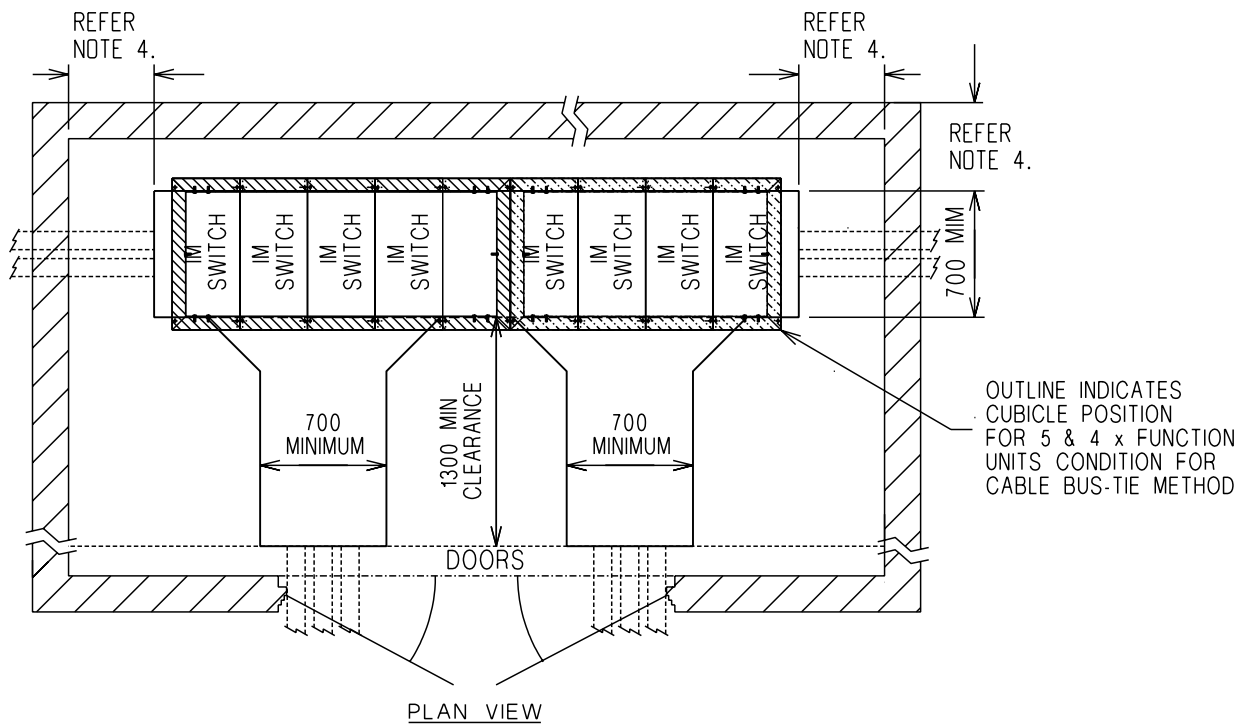 REFER
NOTE 4.
REFER
NOTE 4.
REFER
NOTE 4.
IM
SWITCH
IM
SWITCH
IM
SWITCH
IM
SWITCH
IM
SWITCH
IM
SWITCH
IM
SWITCH
IM
SWITCH
700 MIM
OUTLINE INDICATES
CUBICLE POSITION
FOR 5 & 4 x FUNCTION
UNITS CONDITION FOR
CABLE BUS-TIE METHOD
700
MINIMUM
1300 MIN
CLEARANCE
700
MINIMUM
DOORS
PLAN VIEW